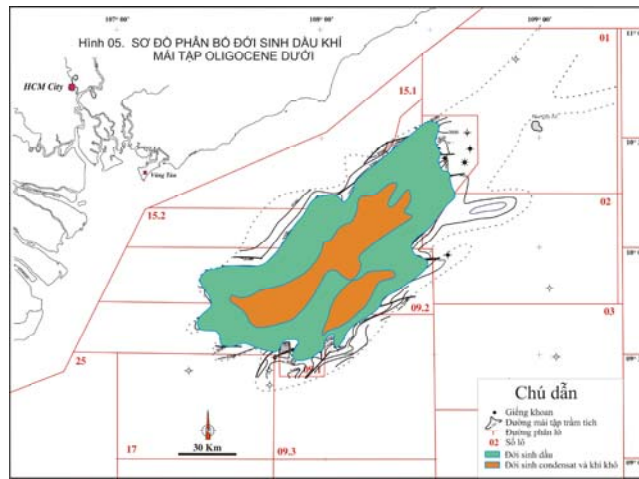 107° 00'
108° 00'
109° 00'
Hình 05. SƠ ĐỒ PHÂN BỐ ĐỚI SINH DẦU KHÍ
MÁI TẬP OLIGOCENE DƯỚI
01
HCM City
15.1
Vũng Tàu
15.2
02
09.2
03
25
09.1
17
09.3
30 Km
Chú dẫn
Giếng khoan
Đường mái tập trầm tích
Đường phân lô
02 Số lô
Đới sinh dầu
Đới sinh condensat và khí khô